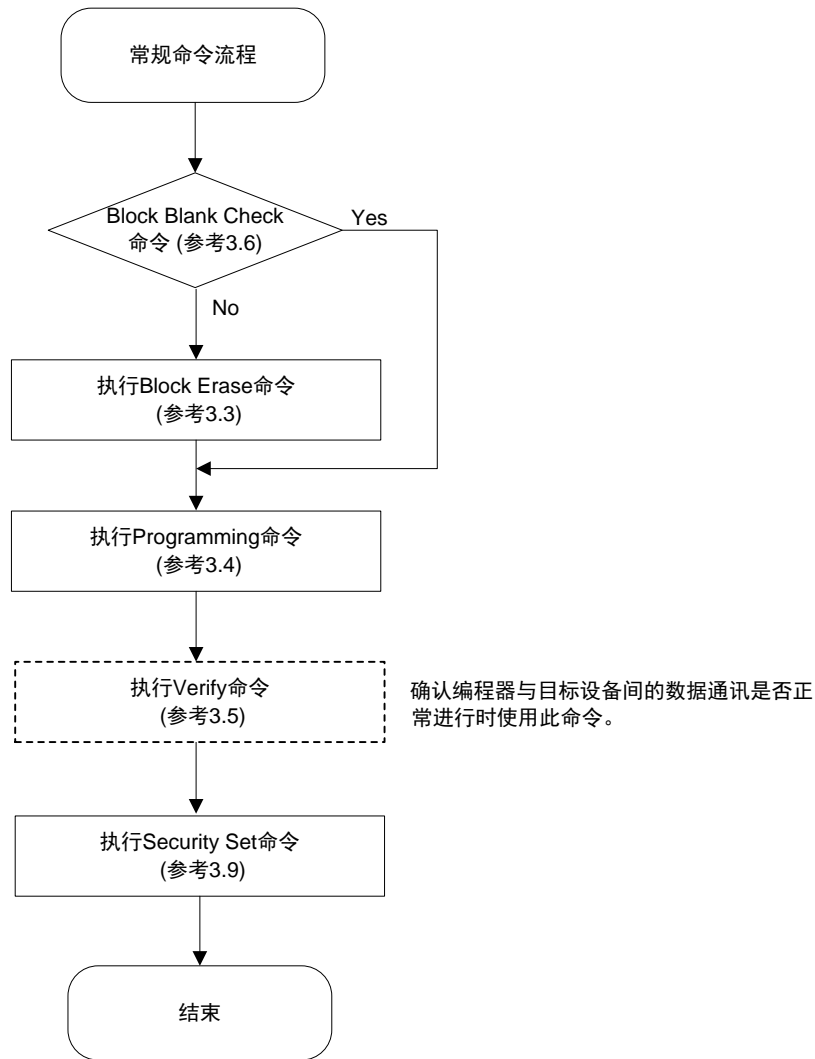 常规命令流程
Block Blank Check
命令 (参考3.6)
Yes
No
执行Block Erase命令
(参考3.3)
执行Programming命令
(参考3.4)
执行Verify命令
(参考3.5)
确认编程器与目标设备间的数据通讯是否正
常进行时使用此命令。
执行Security Set命令
(参考3.9)
结束